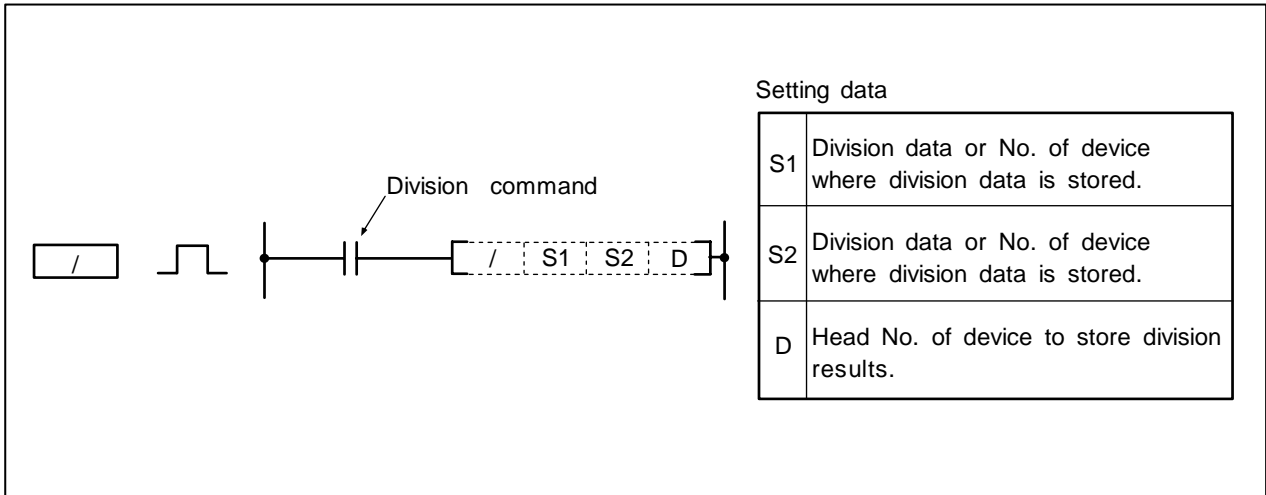 Setting data
S1 Division data or No. of device
where division data is stored.
S2 Division data or No. of device
where division data is stored.
D Head No. of device to store division
results.
Division command
/
/ S1 S2 D